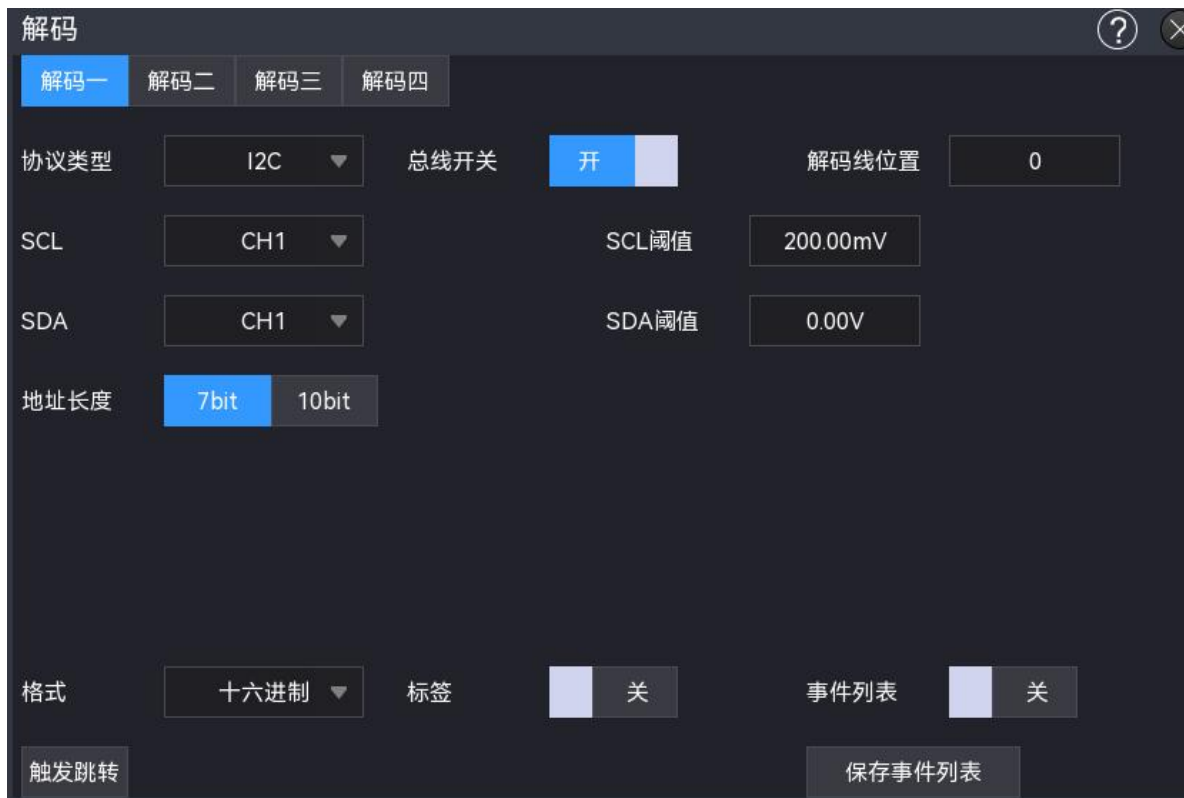 解码
解码一 解码二 解码三 解码四
协议类型 I2C 总线开关 开 解码线位置 0
SCL CH1 SCL阈值 200.00mV
SDA CH1 SDA阈值 0.00V
地址长度 7bit 10bit
格式 十六进制 标签 关 事件列表 关
触发跳转 保存事件列表